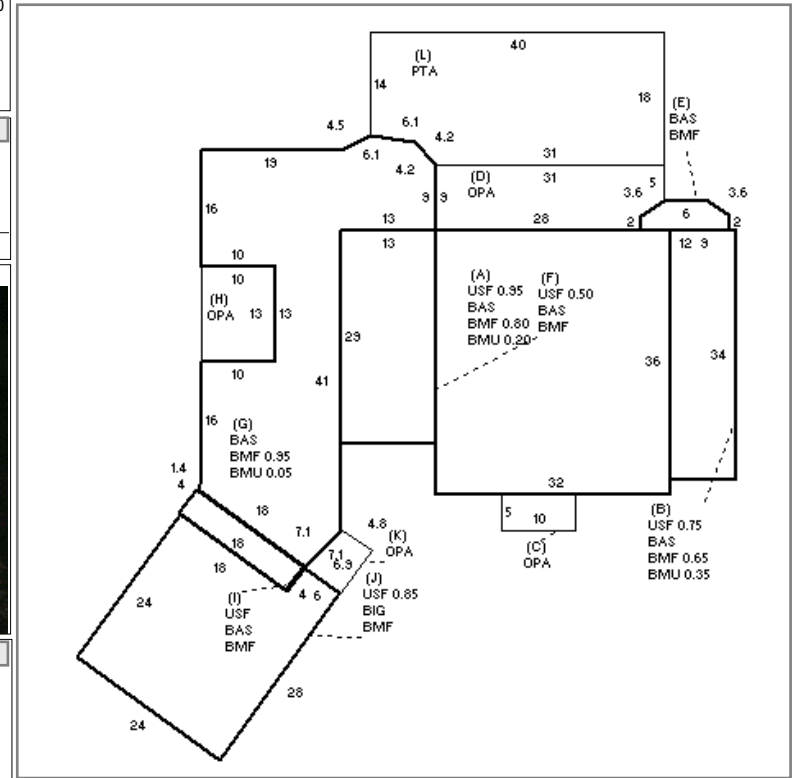 40
(L)
PTA
14
18
(E)
BAS
BMF
6.1
4.5
4.2
19
6.1
4.2
31
31
(D)
OPA
5
3.6
3.6
16
9 9
6
2
2
13
28
13
12 9
10
10
(H)
OPA
13
13
(A)
USF 0.95
BAS
BMF 0.80
BMU 0.20
(F)
USF 0.50
BAS
BMF
29
36
34
10
41
16
(G)
BAS
BMF 0.95
BMU 0.05
1.4
4
32
18
5
10
4.8
7.1
(B)
USF 0.75
BAS
BMF 0.65
BMU 0.35
(K)
OPA
(C)
OPA
18
7.1
6.9
18
(J)
USF 0.85
BIG
BMF
4 6
(I)
USF
BAS
BMF
24
28
24